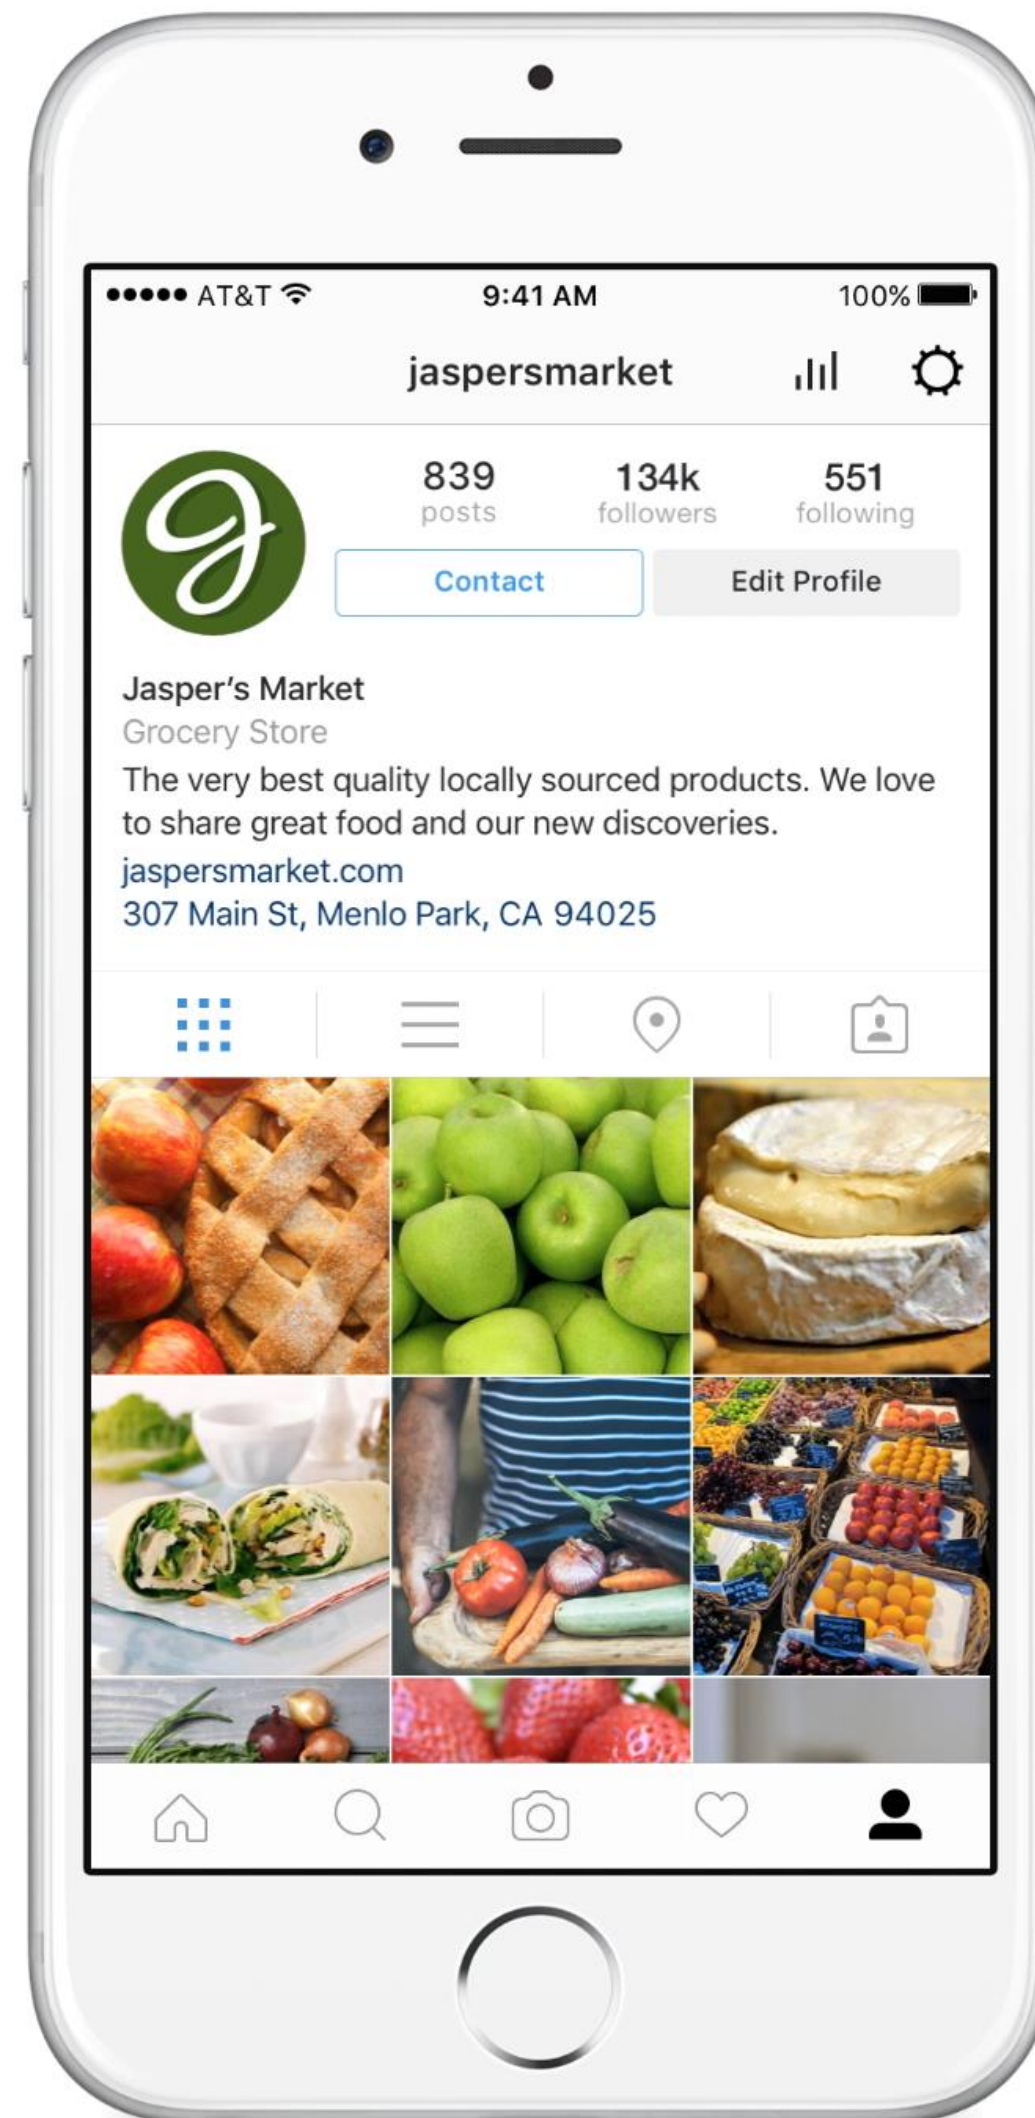 AT&T 9:41 AM 100%
jaspersmarket
839 134k 551
posts followers following
Contact Edit Profile
Jasper's Market
Grocery Store
The very best quality locally sourced products. We love
to share great food and our new discoveries.
jaspersmarket.com
307 Main St, Menlo Park, CA 94025